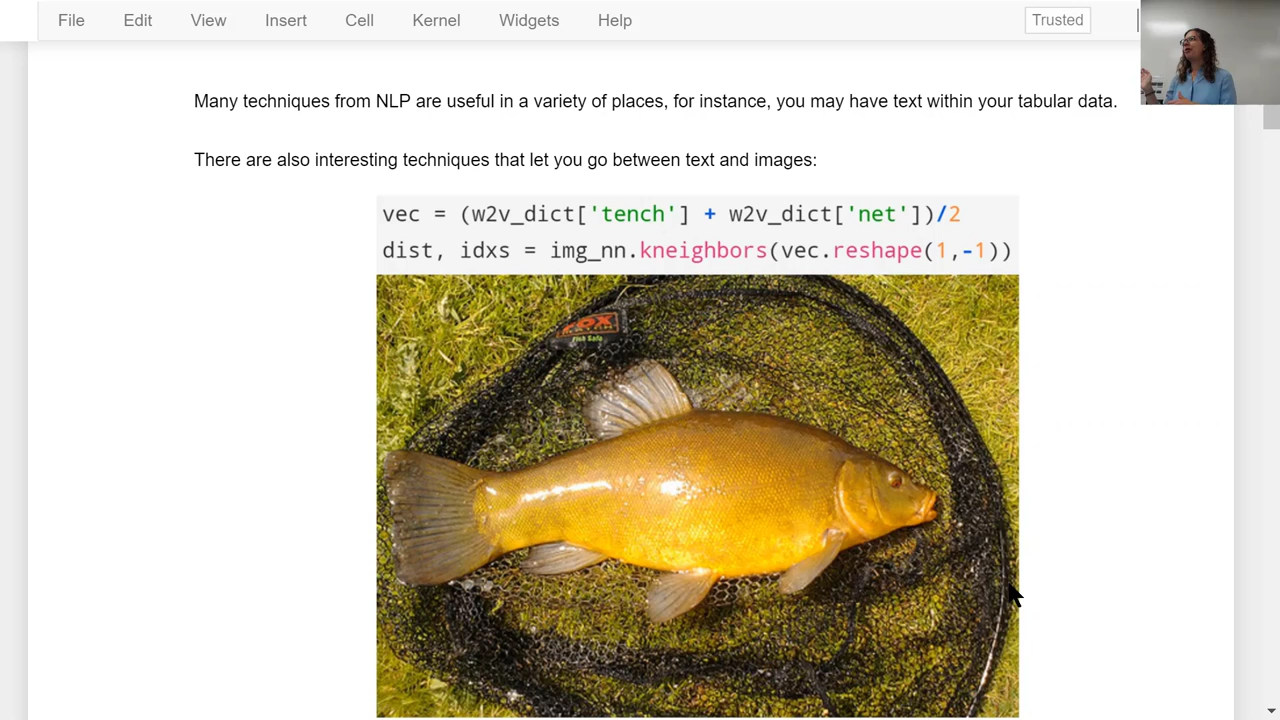 File Edit View Insert Cell Kernel Widgets Help Trusted
Many techniques from NLP are useful in a variety of places, for instance, you may have text within your tabular data.
There are also interesting techniques that let you go between text and images:
vec = (w2v_dict['tench'] + w2v_dict['net'])/2
dist, idxs = img_nn.kneighbors(vec.reshape(1,-1))
FOX
Fish Safe